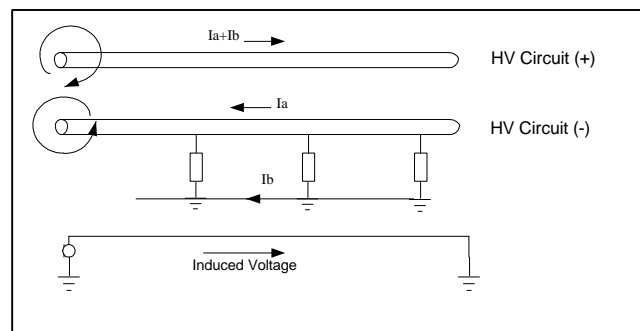 Ia+Ib
HV Circuit (+)
Ia
HV Circuit (-)
Ib
Induced Voltage